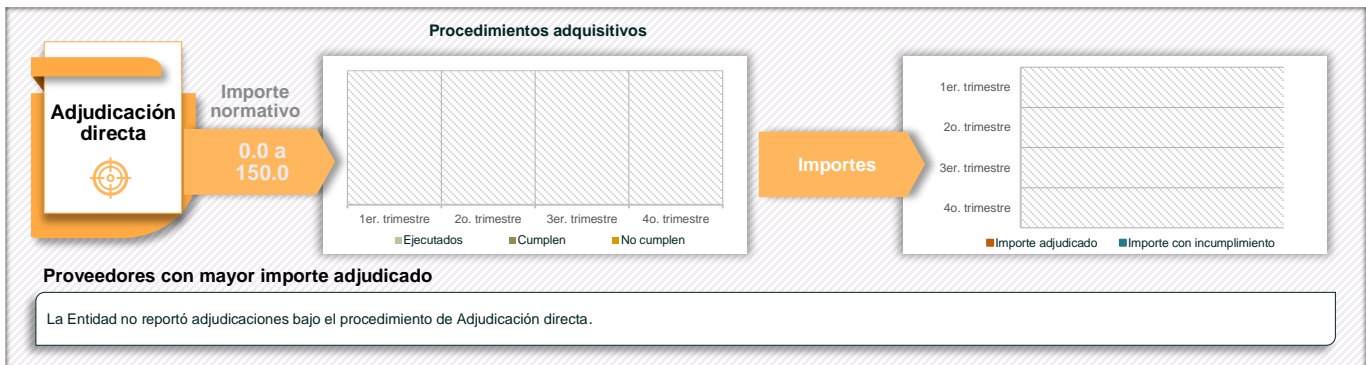 Procedimientos adquisitivos
Adjudicación
directa
Importe
normativo
0.0 a
150.0
1er. trimestre 2o. trimestre 3er. trimestre 4o. trimestre
Ejecutados Cumplen No cumplen
Importes
1er. trimestre
2o. trimestre
3er. trimestre
4o. trimestre
Importe adjudicado Importe con incumplimiento
Proveedores con mayor importe adjudicado
La Entidad no reportó adjudicaciones bajo el procedimiento de Adjudicación directa.